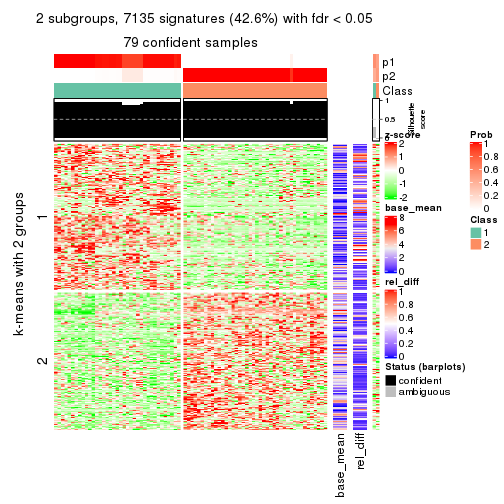 2 subgroups, 7135 signatures (42.6%) with fdr < 0.05
79 confident samples
p1
p2
Class
1
0.5
0
Silhouette
score
k-means with 2 groups
1
2
base_mean
rel_diff
z-score
2
1
0
-1
-2
base_mean
8
6
4
2
0
rel_diff
1
0.8
0.6
0.4
0.2
0
Status (barplots)
confident
ambiguous
Prob
1
0.8
0.6
0.4
0.2
0
Class
1
2